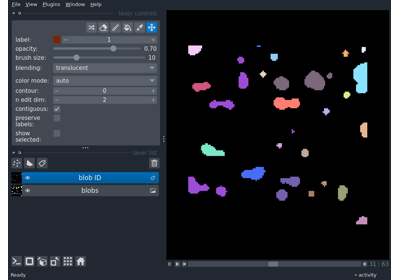 File View Plugins Window Help
layer controls
label: 1
opacity: 0.70
brush size: 10
blending: translucent
color mode: auto
contour: 0
n edit dim: 2
contiguous:
preserve labels:
show selected:
layer list
blob ID
blobs
0 31 63
Ready activity